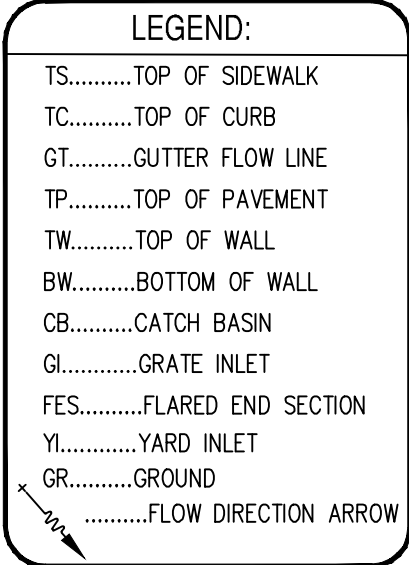 LEGEND:
TS..........TOP OF SIDEWALK
TC..........TOP OF CURB
GT..........GUTTER FLOW LINE
TP..........TOP OF PAVEMENT
TW..........TOP OF WALL
BW..........BOTTOM OF WALL
CB..........CATCH BASIN
GI............GRATE INLET
FES..........FLARED END SECTION
YI............YARD INLET
GR..........GROUND
..........FLOW DIRECTION ARROW